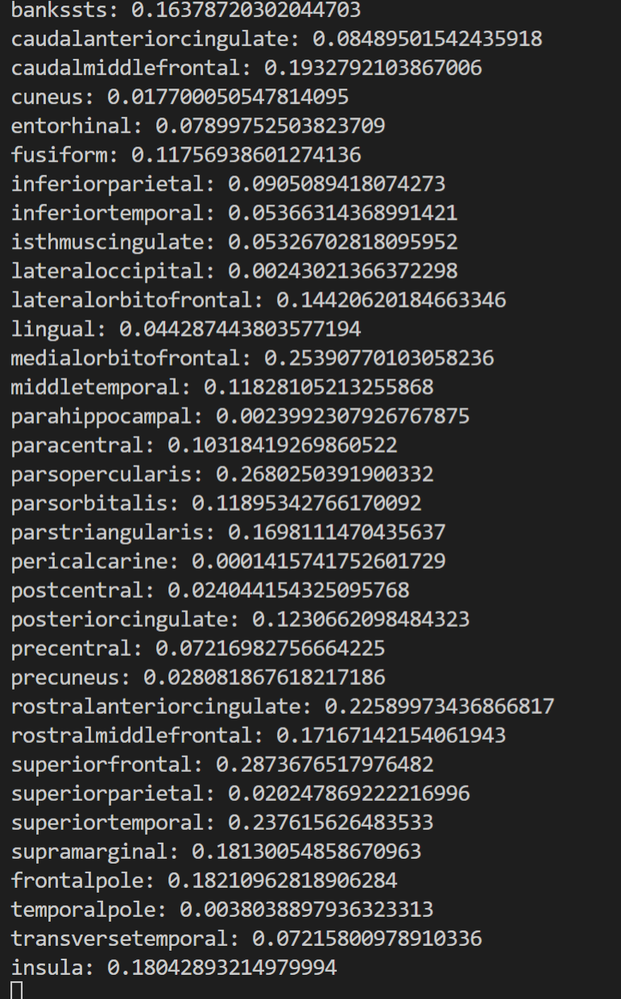 bankssts: 0.16378720302044703
caudalanteriorcingulate: 0.08489501542435918
caudalmiddlefrontal: 0.1932792103867006
cuneus: 0.017700050547814095
entorhinal: 0.07899752503823709
fusiform: 0.11756938601274136
inferiorparietal: 0.0905089418074273
inferiortemporal: 0.05366314368991421
isthmuscingulate: 0.05326702818095952
lateraloccipital: 0.00243021366372298
lateralorbitofrontal: 0.14420620184663346
lingual: 0.044287443803577194
medialorbitofrontal: 0.25390770103058236
middletemporal: 0.11828105213255868
parahippocampal: 0.0023992307926767875
paracentral: 0.10318419269860522
parsopercularis: 0.2680250391900332
parsorbitalis: 0.11895342766170092
parstriangularis: 0.1698111470435637
pericalcarine: 0.0001415741752601729
postcentral: 0.024044154325095768
posteriorcingulate: 0.1230662098484323
precentral: 0.07216982756664225
precuneus: 0.028081867618217186
rostralanteriorcingulate: 0.22589973436866817
rostralmiddlefrontal: 0.17167142154061943
superiorfrontal: 0.2873676517976482
superiorparietal: 0.020247869222216996
superiortemporal: 0.237615626483533
supramarginal: 0.18130054858670963
frontalpole: 0.18210962818906284
temporalpole: 0.0038038897936323313
transversetemporal: 0.07215800978910336
insula: 0.18042893214979994